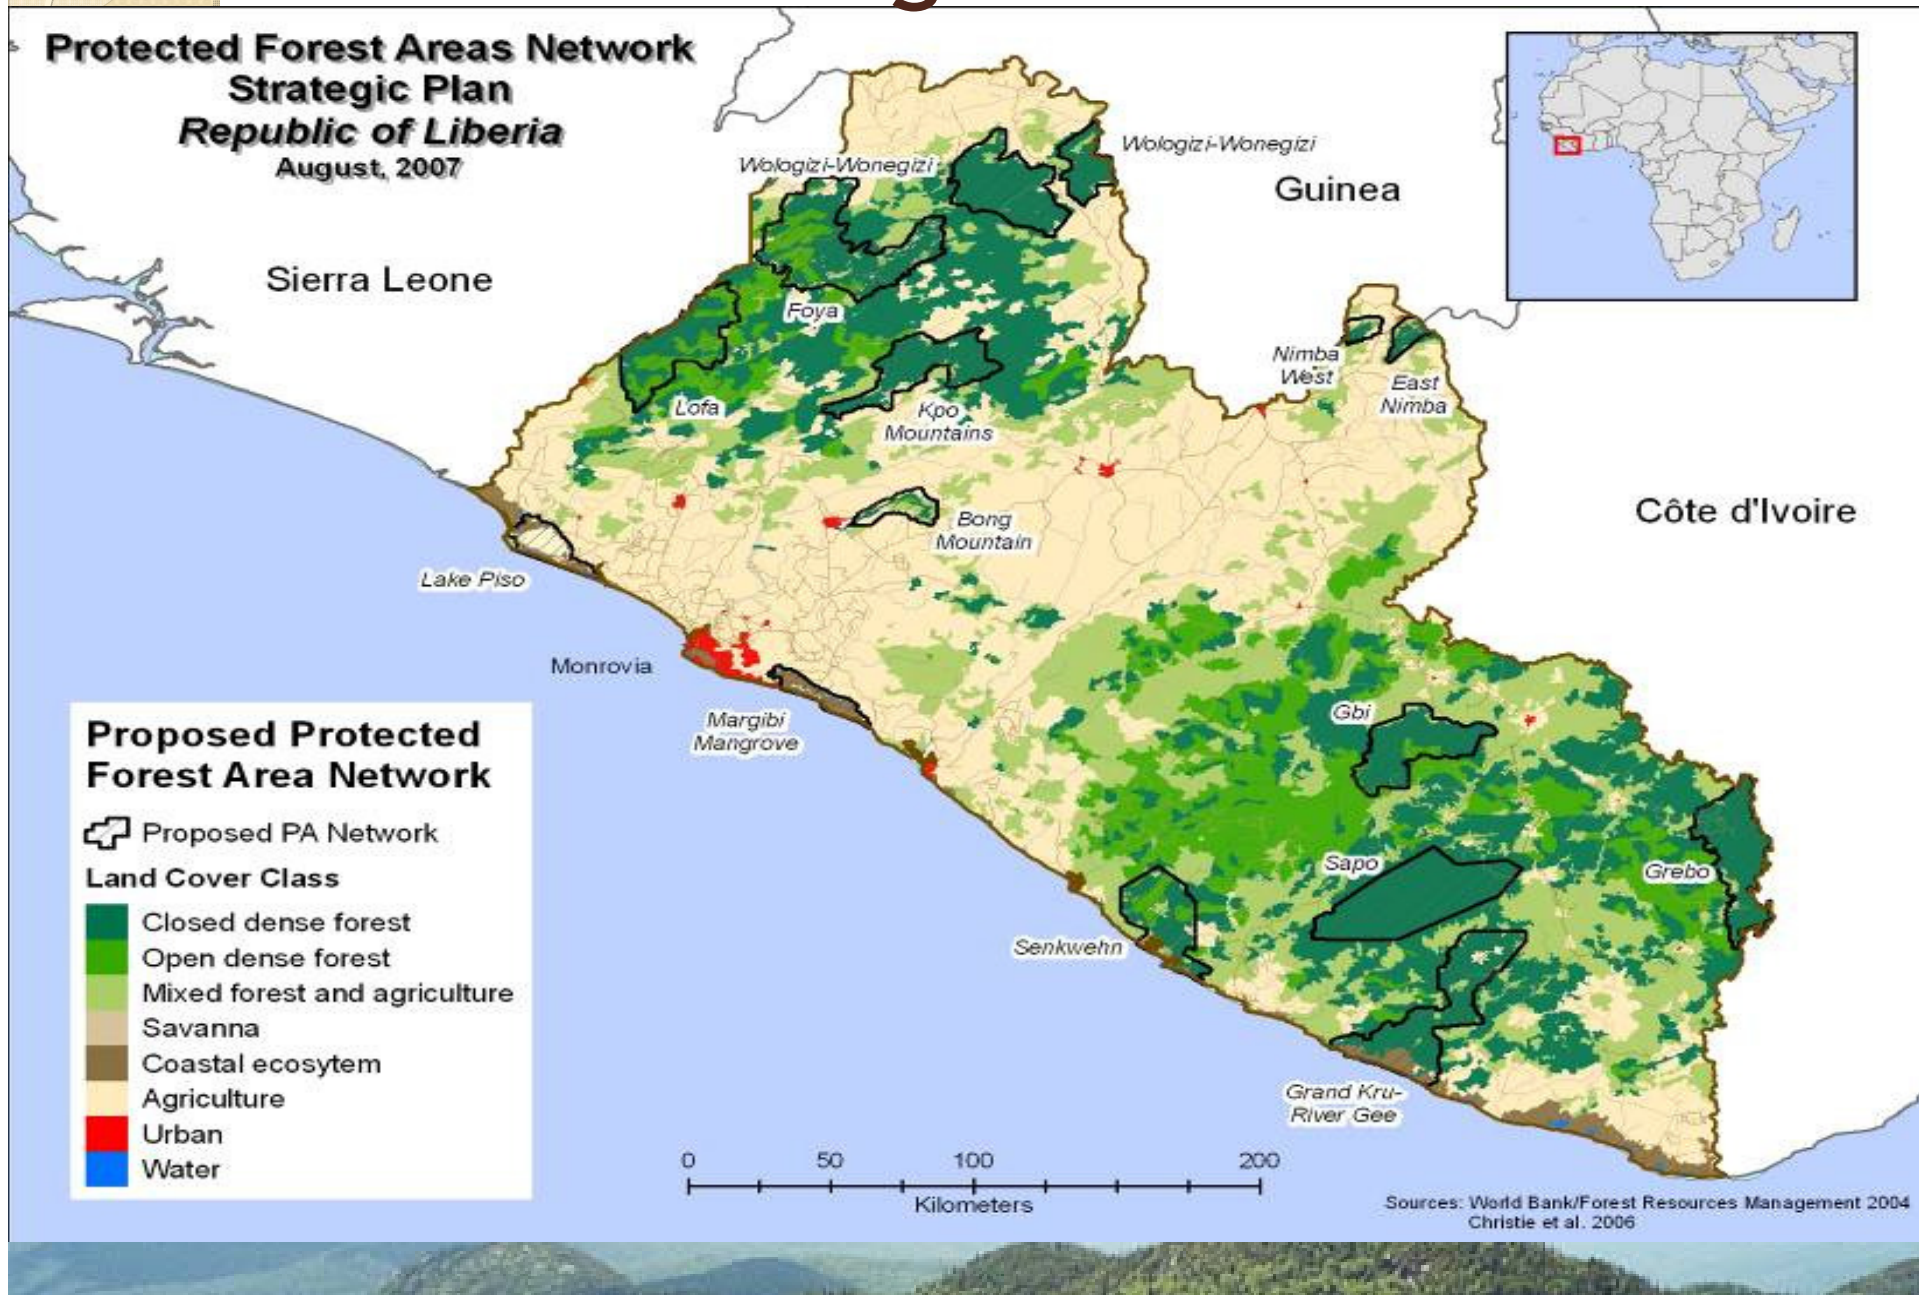 Protected Forest Areas Network
Strategic Plan
Republic of Liberia
August, 2007
Wologizi-Wonegizi
Wologizi-Wonegizi
Guinea
Sierra Leone
Foya
Nimba
West
East
Nimba
Lofa
Kpo
Mountains
Côte d'Ivoire
Bong
Mountain
Lake Piso
Monrovia
Margibi
Mangrove
Gbi
Sapo
Grebo
Senkwehn
Grand Kru-
River Gee
Proposed Protected
Forest Area Network
Proposed PA Network
Land Cover Class
Closed dense forest
Open dense forest
Mixed forest and agriculture
Savanna
Coastal ecosytem
Agriculture
Urban
Water
0 50 100 200
Kilometers
Sources: World Bank/Forest Resources Management 2004
Christie et al. 2006